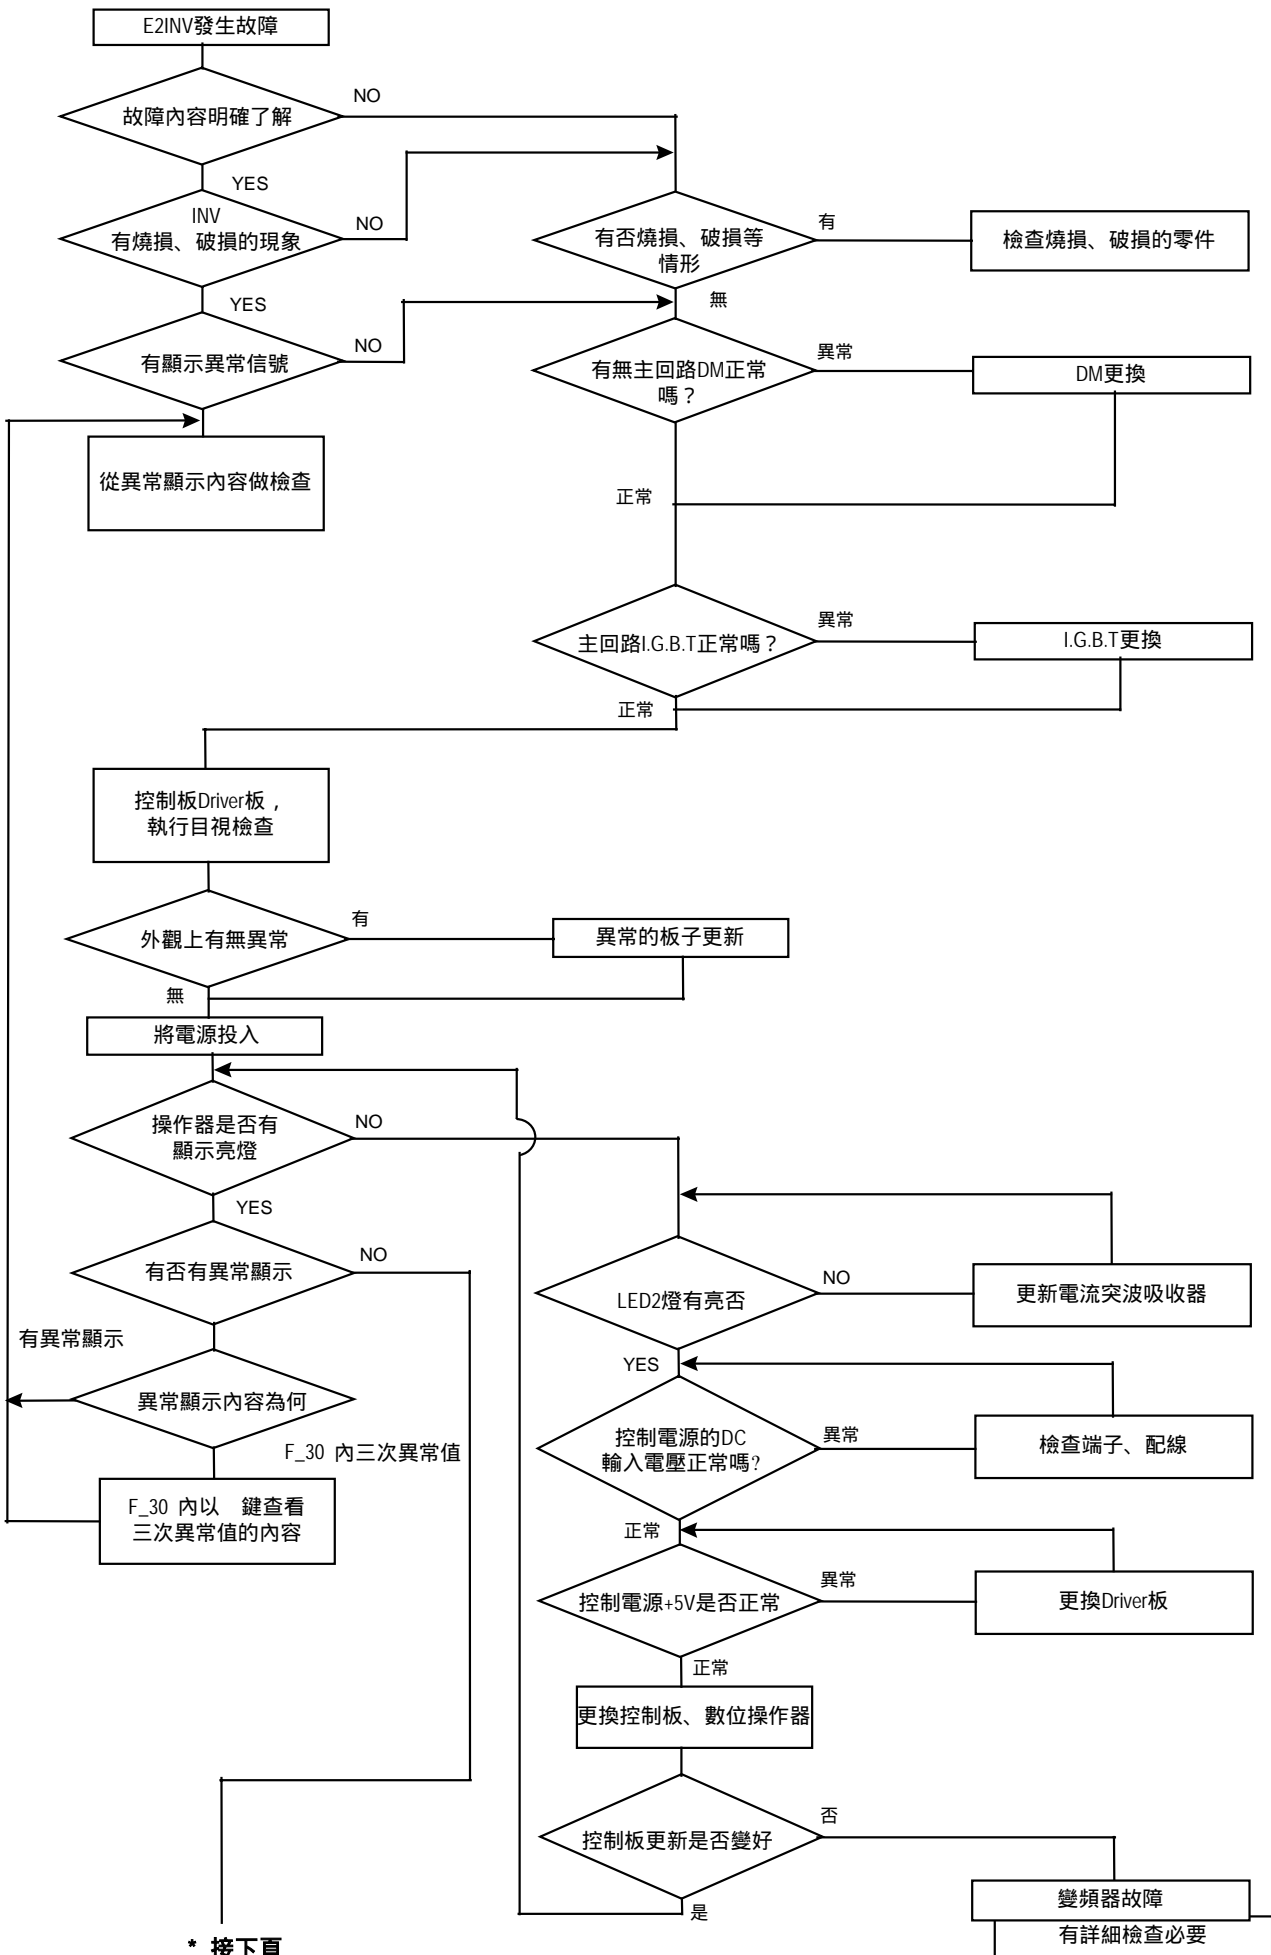 E2INV發生故障
故障內容明確了解
NO
YES
INV
有燒損、破損的現象
NO
YES
有顯示異常信號
NO
從異常顯示內容做檢查
有否燒損、破損等
情形
有
檢查燒損、破損的零件
無
有無主回路DM正常
嗎？
異常
DM更換
正常
主回路I.G.B.T正常嗎？
異常
I.G.B.T更換
正常
控制板Driver板，
執行目視檢查
外觀上有無異常
有
異常的板子更新
無
將電源投入
操作器是否有
顯示亮燈
NO
YES
有否有異常顯示
NO
有異常顯示
異常顯示內容為何
F_30 內三次異常值
F_30 內以 鍵查看
三次異常值的內容
LED2燈有亮否
NO
更新電流突波吸收器
YES
控制電源的DC
輸入電壓正常嗎?
異常
檢查端子、配線
正常
控制電源+5V是否正常
異常
更換Driver板
正常
更換控制板、數位操作器
控制板更新是否變好
否
是
變頻器故障
有詳細檢查必要
* 接下頁